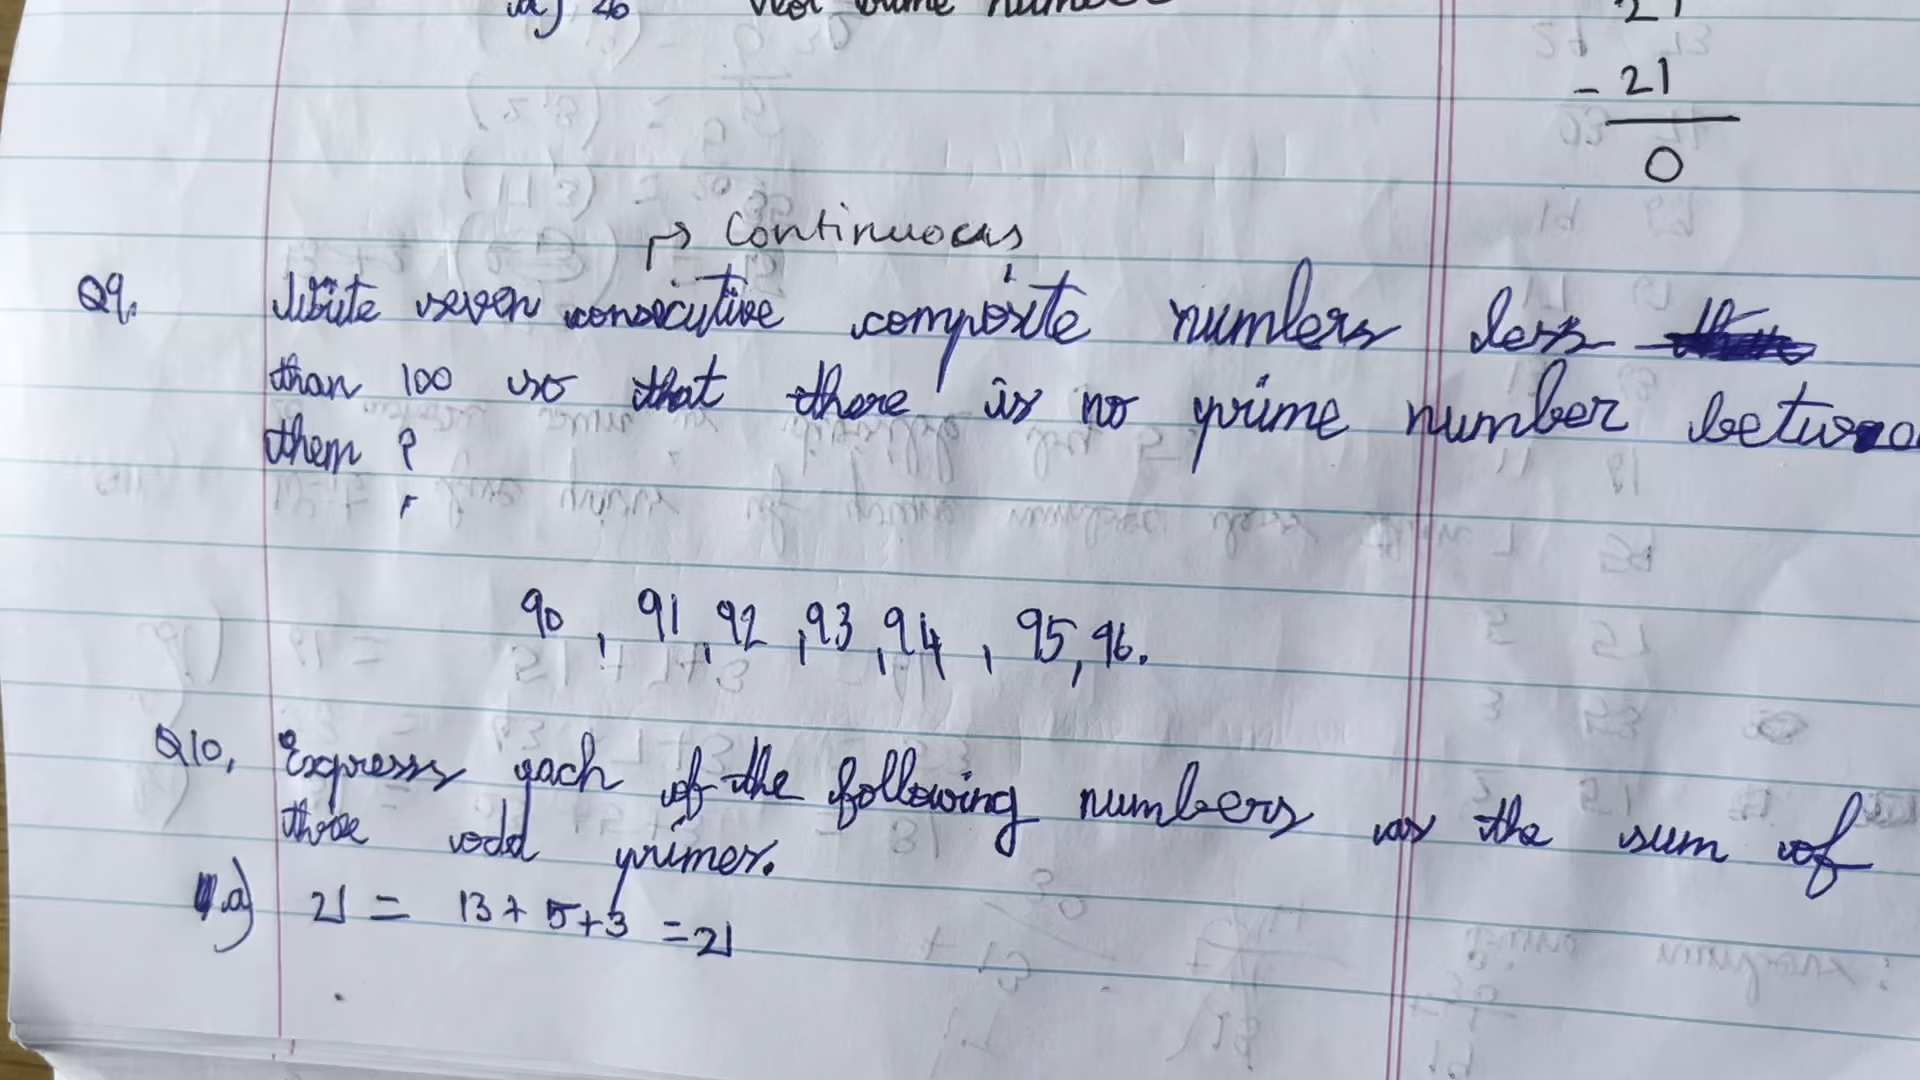 21
- 21
0
→ Continuous
Q9. Write seven consecutive composite numbers less
than 100 so that there is no prime number between
them ?
90 , 91 , 92 , 93 , 94 , 95 , 96 .
Q10, Express each of the following numbers as the sum of
three odd primes.
a) 21 = 13 + 5 + 3 = 21